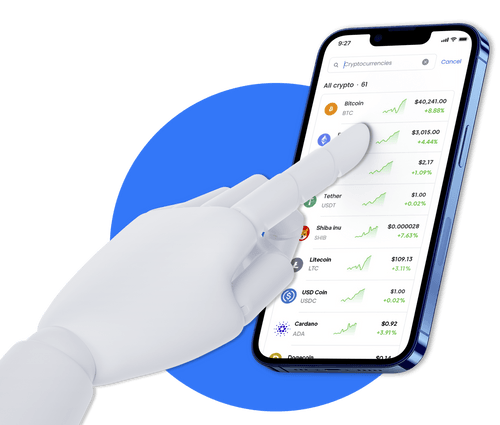 9:27
Cryptocurrencies
Cancel
All crypto · 61
Bitcoin
$40,241.00
BTC
+8.88%
$3,015.00
+4.44%
$2,17
+1.09%
Tether
$1.00
USDT
+0.02%
Shiba Inu
$0.000028
SHIB
+7.63%
Litecoin
$109.13
LTC
+3.11%
USD Coin
$1.00
USDC
+0.02%
Cardano
$0.92
ADA
+3.91%
Dogecoin
$0.16